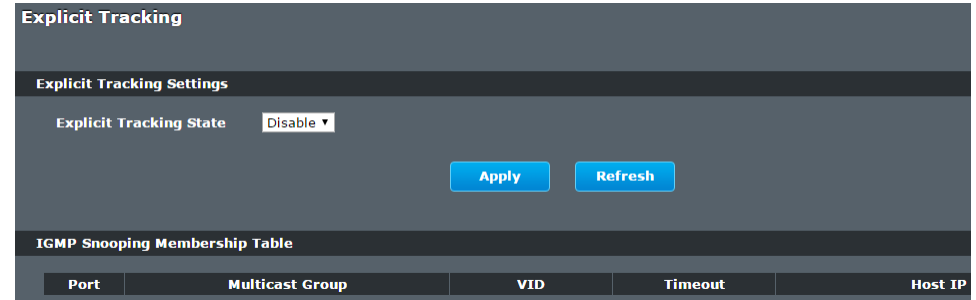 Explicit Tracking
Explicit Tracking Settings
Explicit Tracking State Disable
Apply Refresh
IGMP Snooping Membership Table
Port Multicast Group VID Timeout Host IP